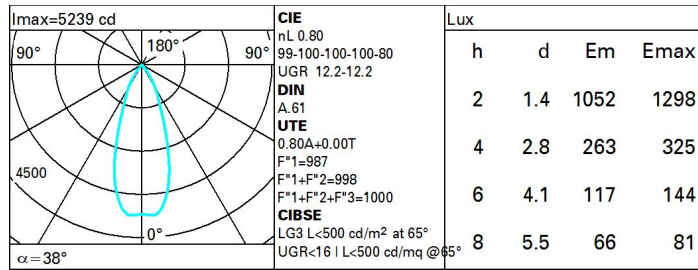 Imax=5239 cd
90° 180° 90°
4500
0°
α=38°
CIE
nL 0.80
99-100-100-100-80
UGR 12.2-12.2
DIN
A.61
UTE
0.80A+0.00T
F"1=987
F"1+F"2=998
F"1+F"2+F"3=1000
CIBSE
LG3 L<500 cd/m² at 65°
UGR<16 | L<500 cd/mq @65°
Lux
h d Em Emax
2 1.4 1052 1298
4 2.8 263 325
6 4.1 117 144
8 5.5 66 81